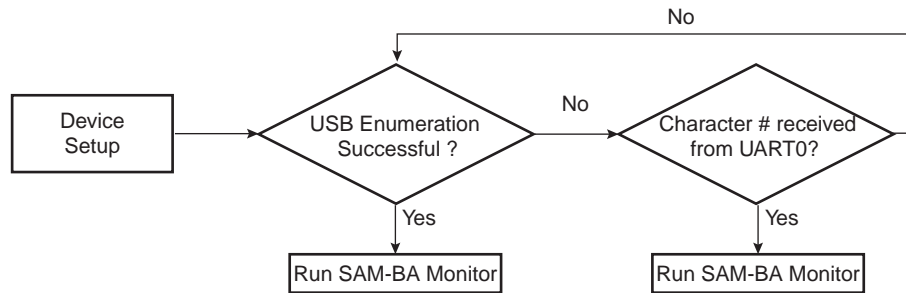 No
Device
Setup
USB Enumeration
Successful ?
No
Character # received
from UART0?
Yes
Yes
Run SAM-BA Monitor
Run SAM-BA Monitor